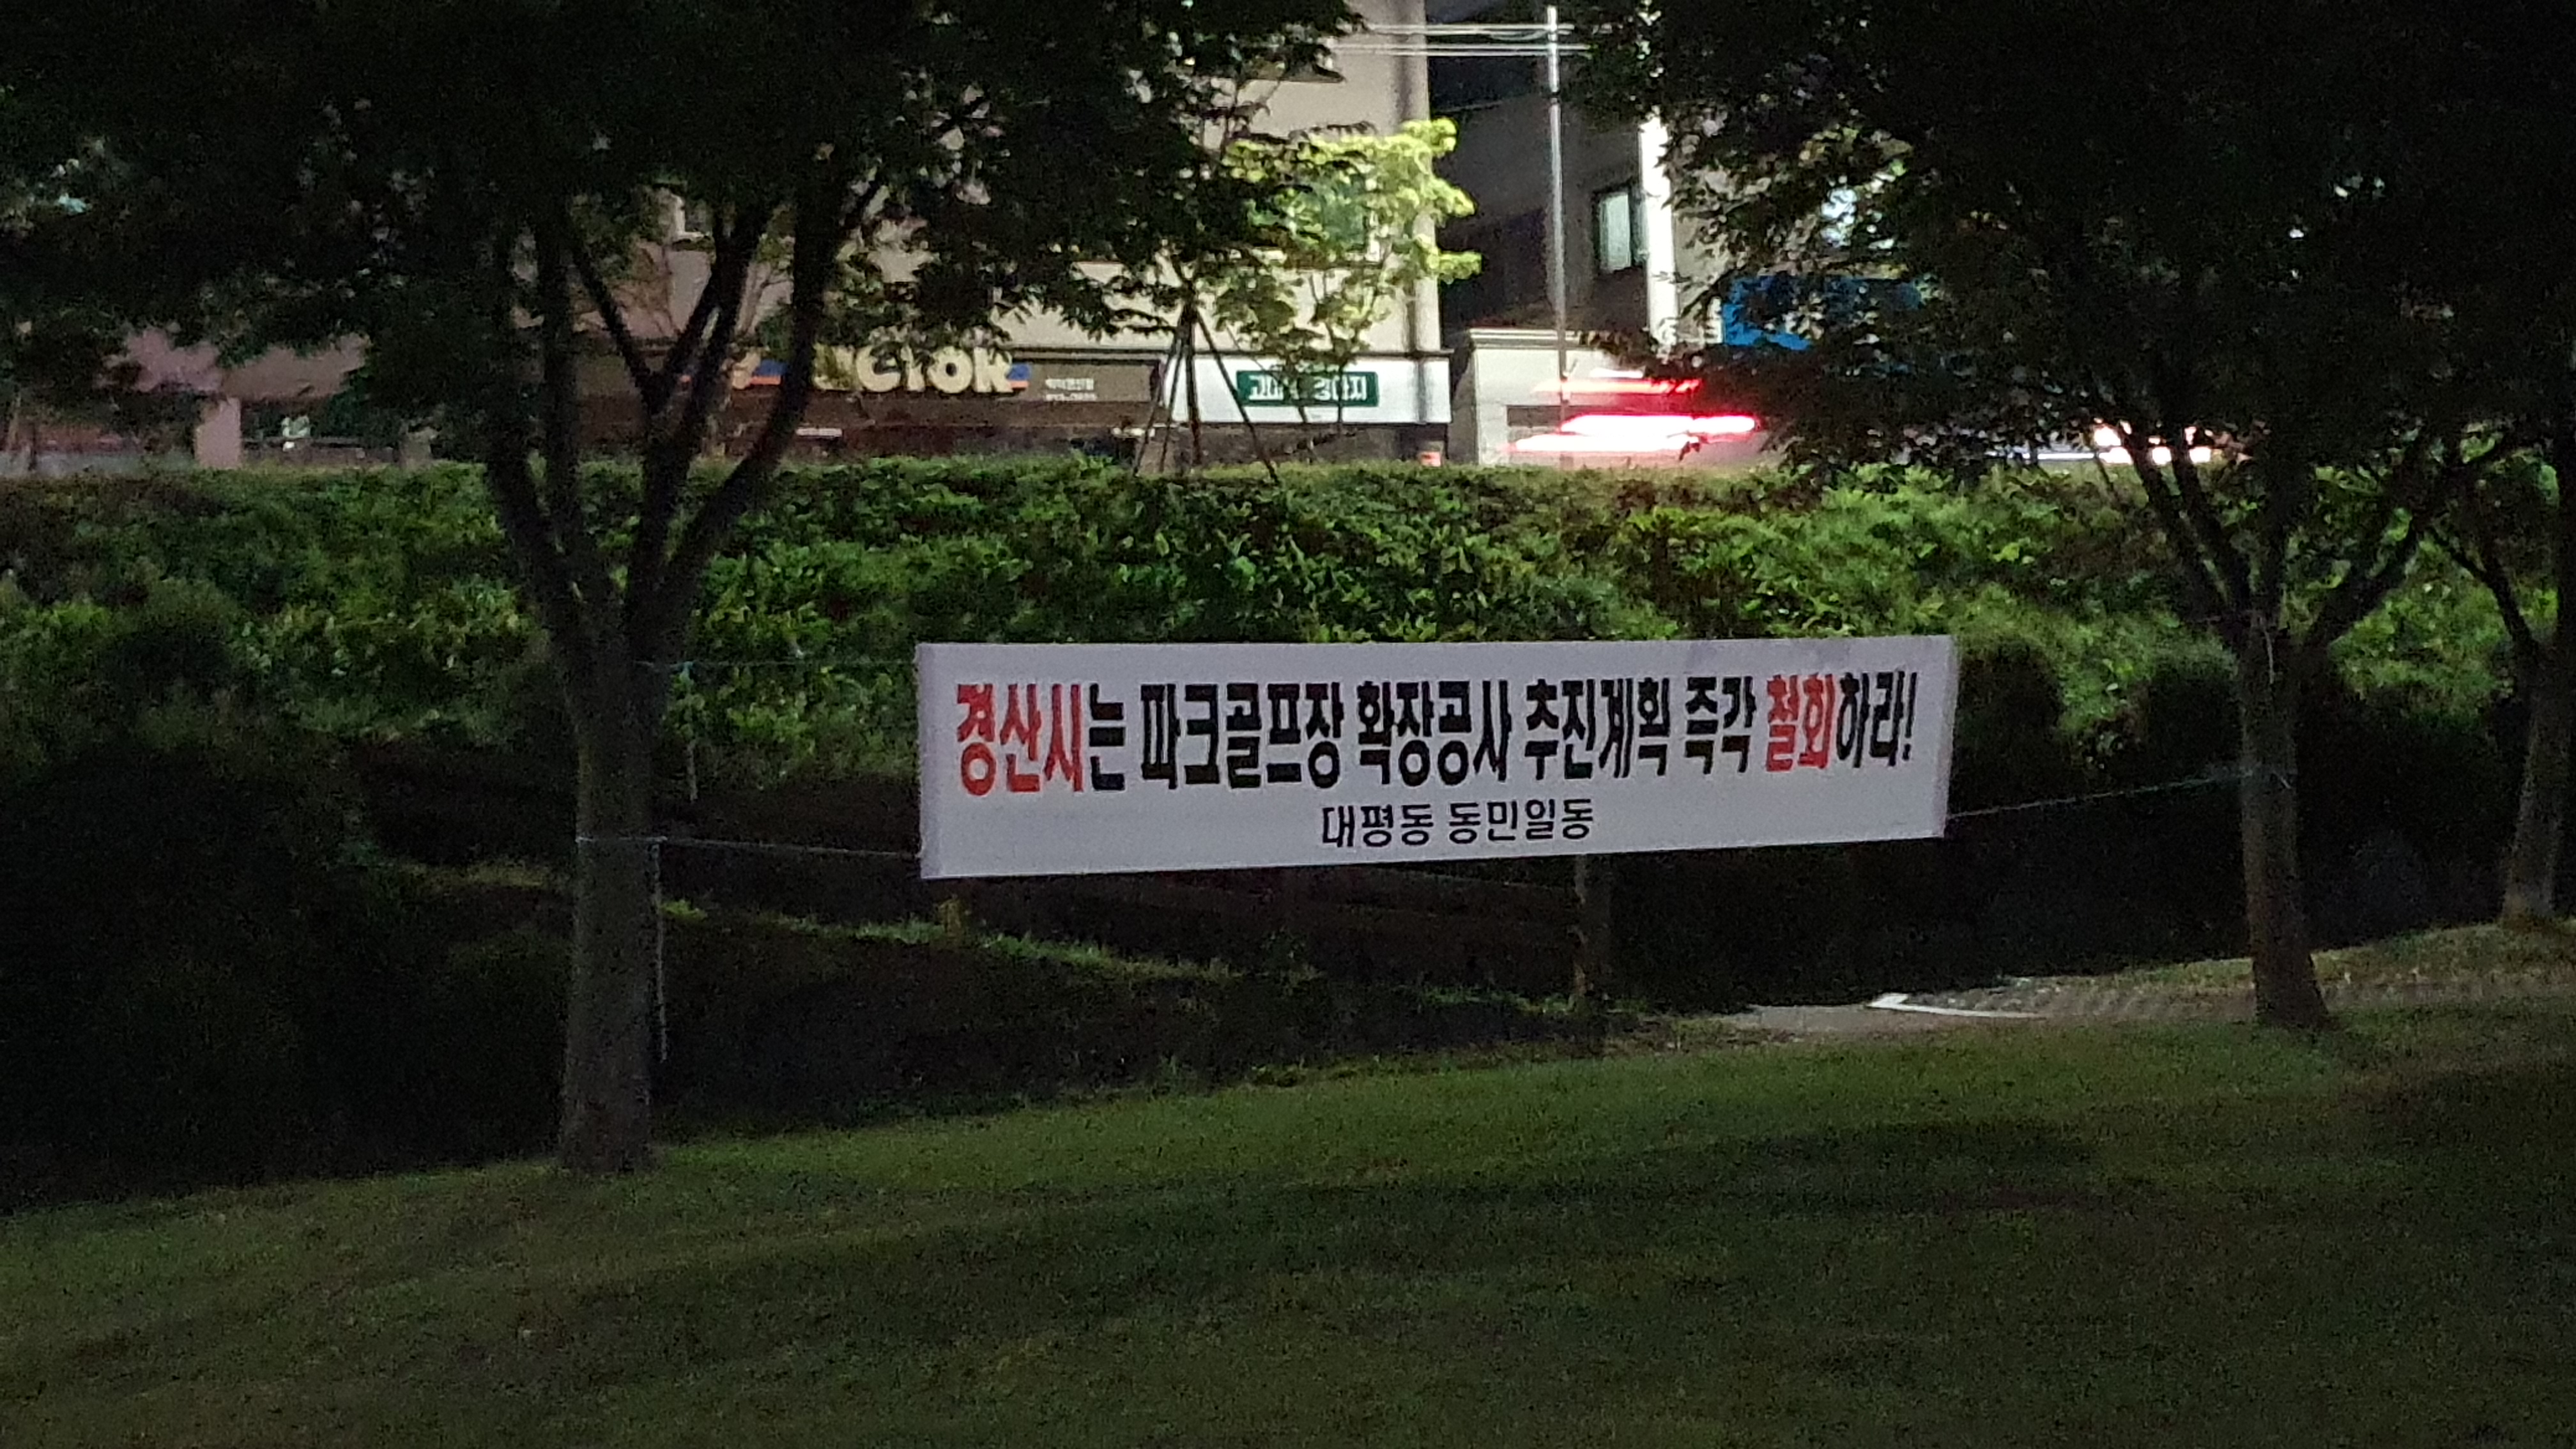 경산시는 파크골프장 확장공사 추진계획 즉각 철회하라!
대평동 동민일동